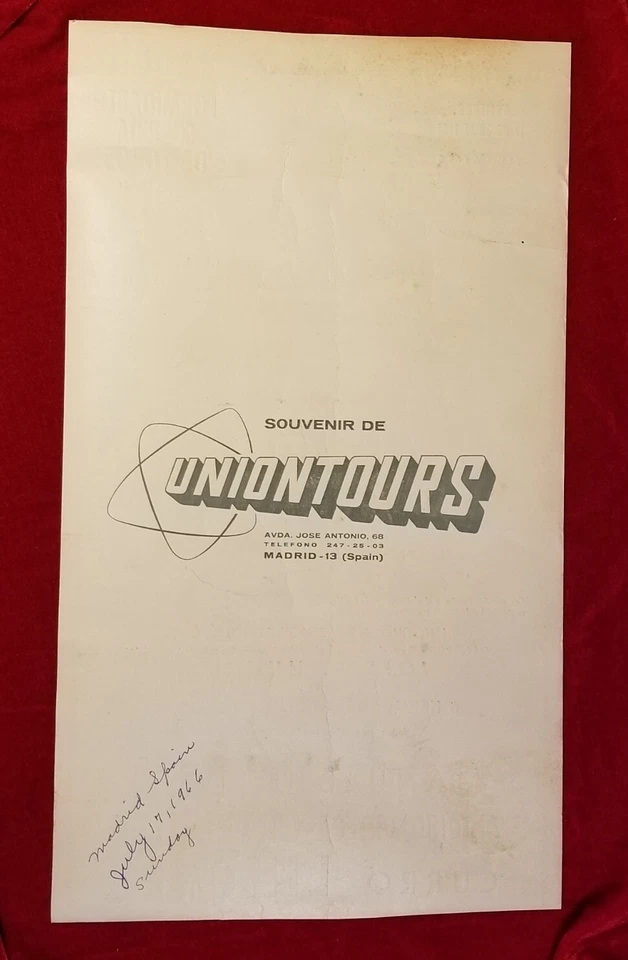 SOUVENIR DE
UNIONTOURS
AVDA. JOSE ANTONIO, 68
TELEFONO 247-25-03
MADRID-13 (Spain)
Madrid Spain
July 17, 1966
Sunday